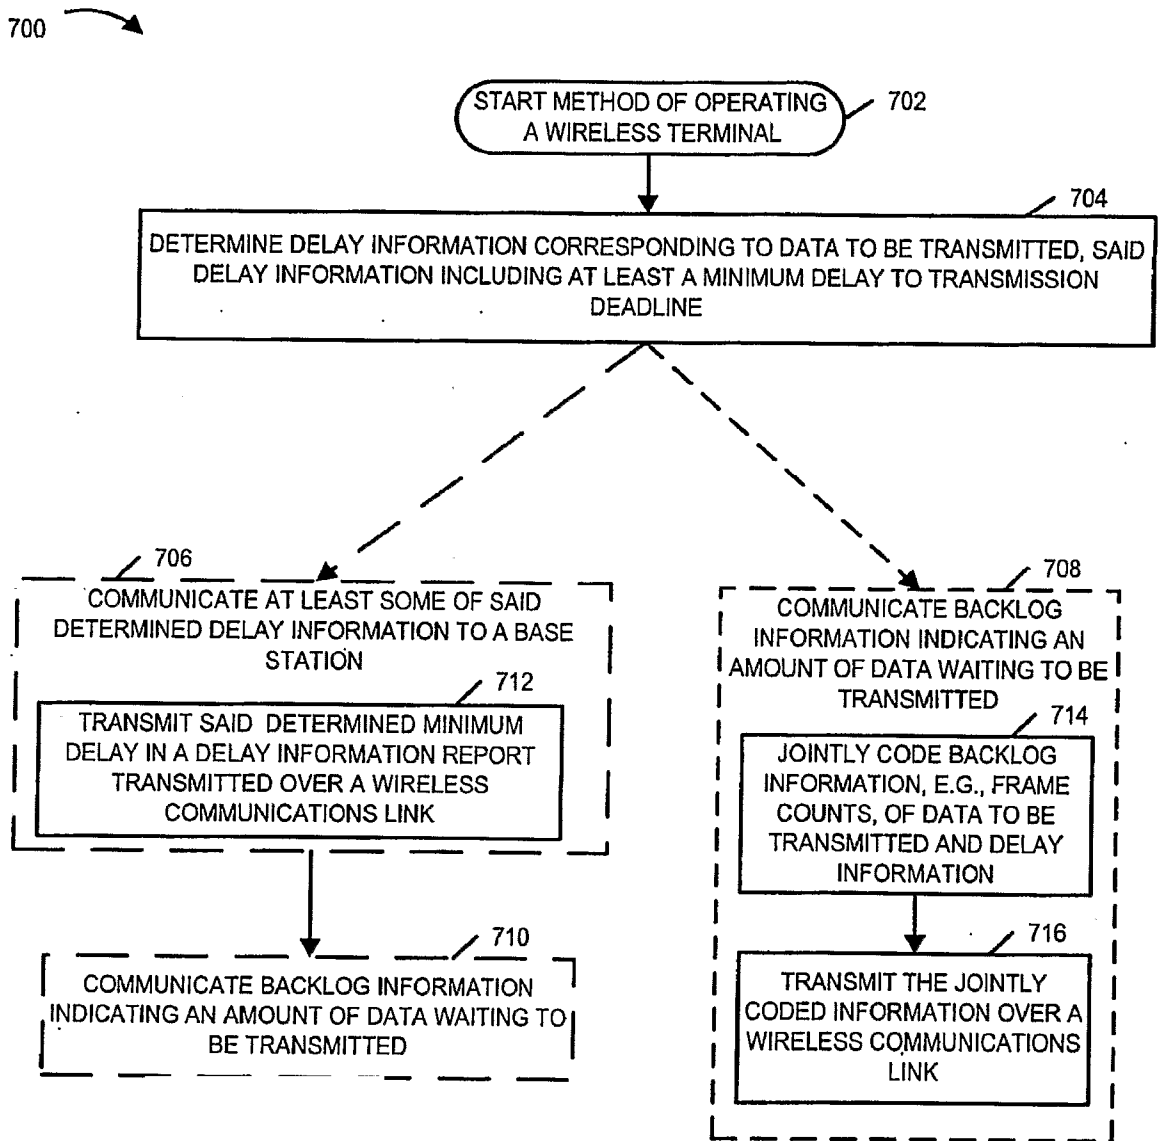 700
START METHOD OF OPERATING
A WIRELESS TERMINAL
702
704
DETERMINE DELAY INFORMATION CORRESPONDING TO DATA TO BE TRANSMITTED, SAID
DELAY INFORMATION INCLUDING AT LEAST A MINIMUM DELAY TO TRANSMISSION
DEADLINE
706
COMMUNICATE AT LEAST SOME OF SAID
DETERMINED DELAY INFORMATION TO A BASE
STATION
712
TRANSMIT SAID DETERMINED MINIMUM
DELAY IN A DELAY INFORMATION REPORT
TRANSMITTED OVER A WIRELESS
COMMUNICATIONS LINK
710
COMMUNICATE BACKLOG INFORMATION
INDICATING AN AMOUNT OF DATA WAITING TO
BE TRANSMITTED
708
COMMUNICATE BACKLOG
INFORMATION INDICATING AN
AMOUNT OF DATA WAITING TO BE
TRANSMITTED
714
JOINTLY CODE BACKLOG
INFORMATION, E.G., FRAME
COUNTS, OF DATA TO BE
TRANSMITTED AND DELAY
INFORMATION
716
TRANSMIT THE JOINTLY
CODED INFORMATION OVER A
WIRELESS COMMUNICATIONS
LINK